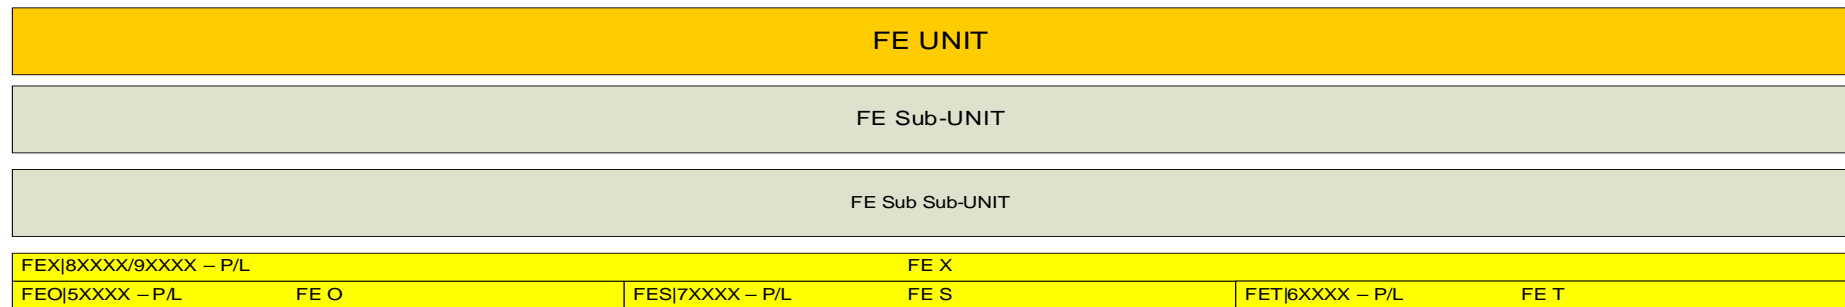 FE UNIT
FE Sub-UNIT
FE Sub Sub-UNIT
FEX|8XXXX/9XXXX – P/L FE X
FEO|5XXXX – P/L FE O FES|7XXXX – P/L FE S FET|6XXXX – P/L FE T